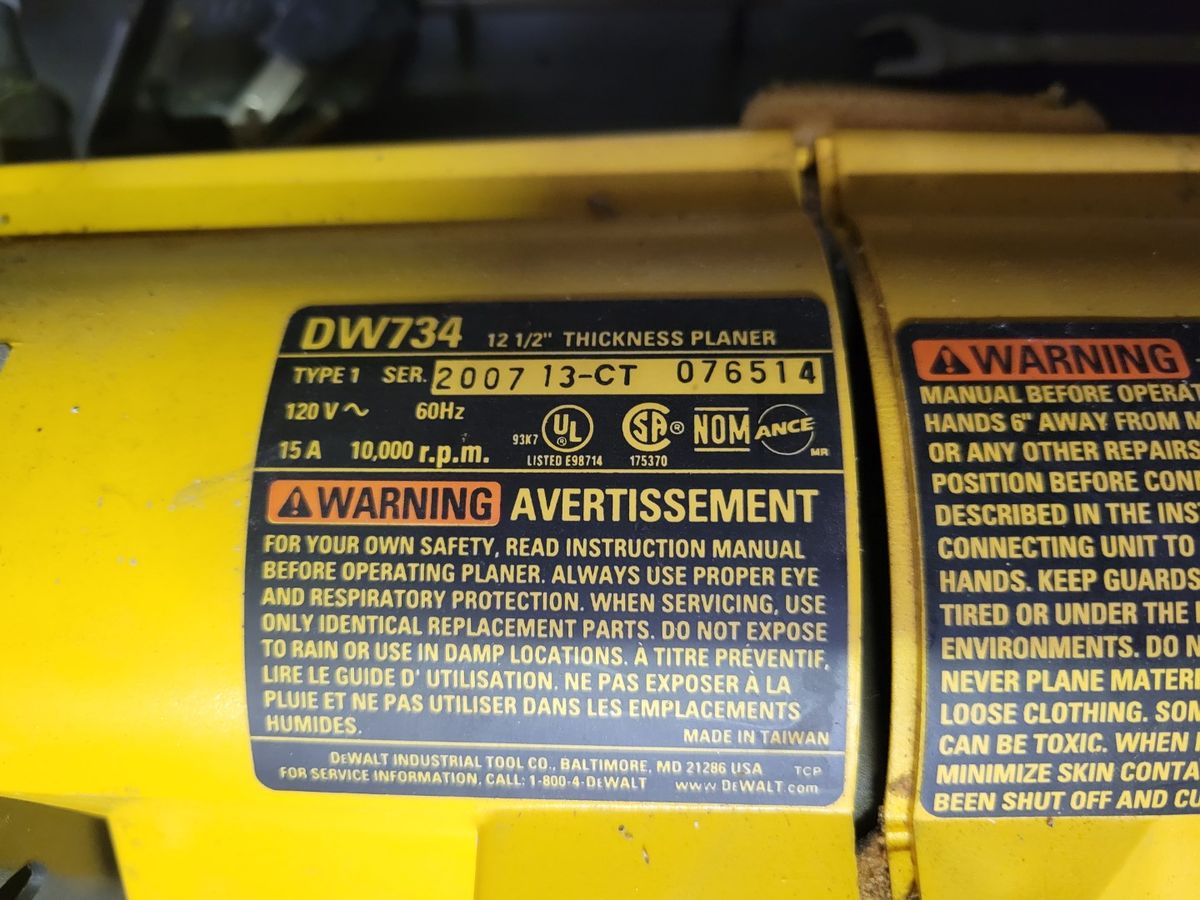 DW734 12 1/2" THICKNESS PLANER
TYPE 1 SER. 2007 13-CT 076514
120 V ~ 60Hz
15 A 10,000 r.p.m.
93K7 UL ® LISTED E98714
SA ® 175370
NOM
ANCE MR
WARNING AVERTISSEMENT
FOR YOUR OWN SAFETY, READ INSTRUCTION MANUAL
BEFORE OPERATING PLANER. ALWAYS USE PROPER EYE
AND RESPIRATORY PROTECTION. WHEN SERVICING, USE
ONLY IDENTICAL REPLACEMENT PARTS. DO NOT EXPOSE
TO RAIN OR USE IN DAMP LOCATIONS. À TITRE PRÉVENTIF,
LIRE LE GUIDE D' UTILISATION. NE PAS EXPOSER À LA
PLUIE ET NE PAS UTILISER DANS LES EMPLACEMENTS
HUMIDES.
MADE IN TAIWAN
DEWALT INDUSTRIAL TOOL CO., BALTIMORE, MD 21286 USA TCP
FOR SERVICE INFORMATION, CALL: 1-800-4-DEWALT www.DEWALT.com
WARNING
MANUAL BEFORE
HANDS 6" AWAY FROM
OR ANY OTHER REPAIRS
POSITION BEFORE
DESCRIBED IN THE
CONNECTING UNIT TO
HANDS. KEEP GUARDS
TIRED OR UNDER THE
ENVIRONMENTS. DO
NEVER PLANE
LOOSE CLOTHING.
CAN BE TOXIC. WHEN
MINIMIZE SKIN
BEEN SHUT OFF AND